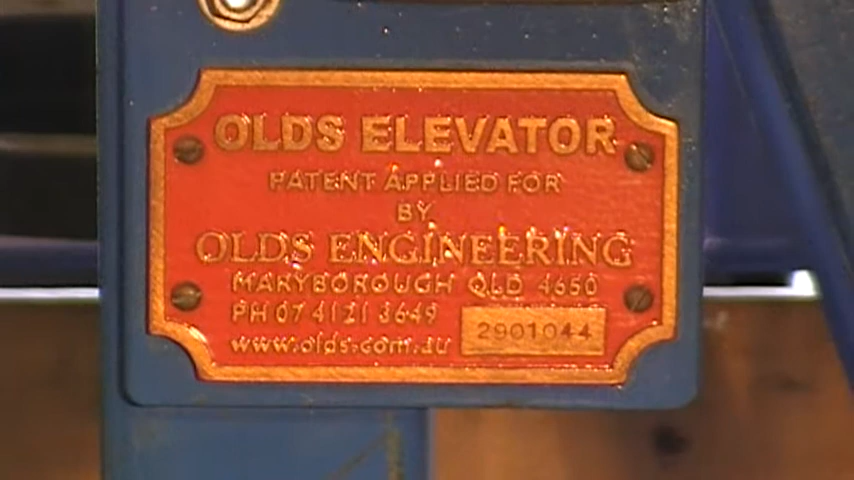 OLDS ELEVATOR
PATENT APPLIED FOR
BY
OLDS ENGINEERING
MARYBOROUGH QLD 4650
PH 07 4121 3649
www.olds.com.au
2901044